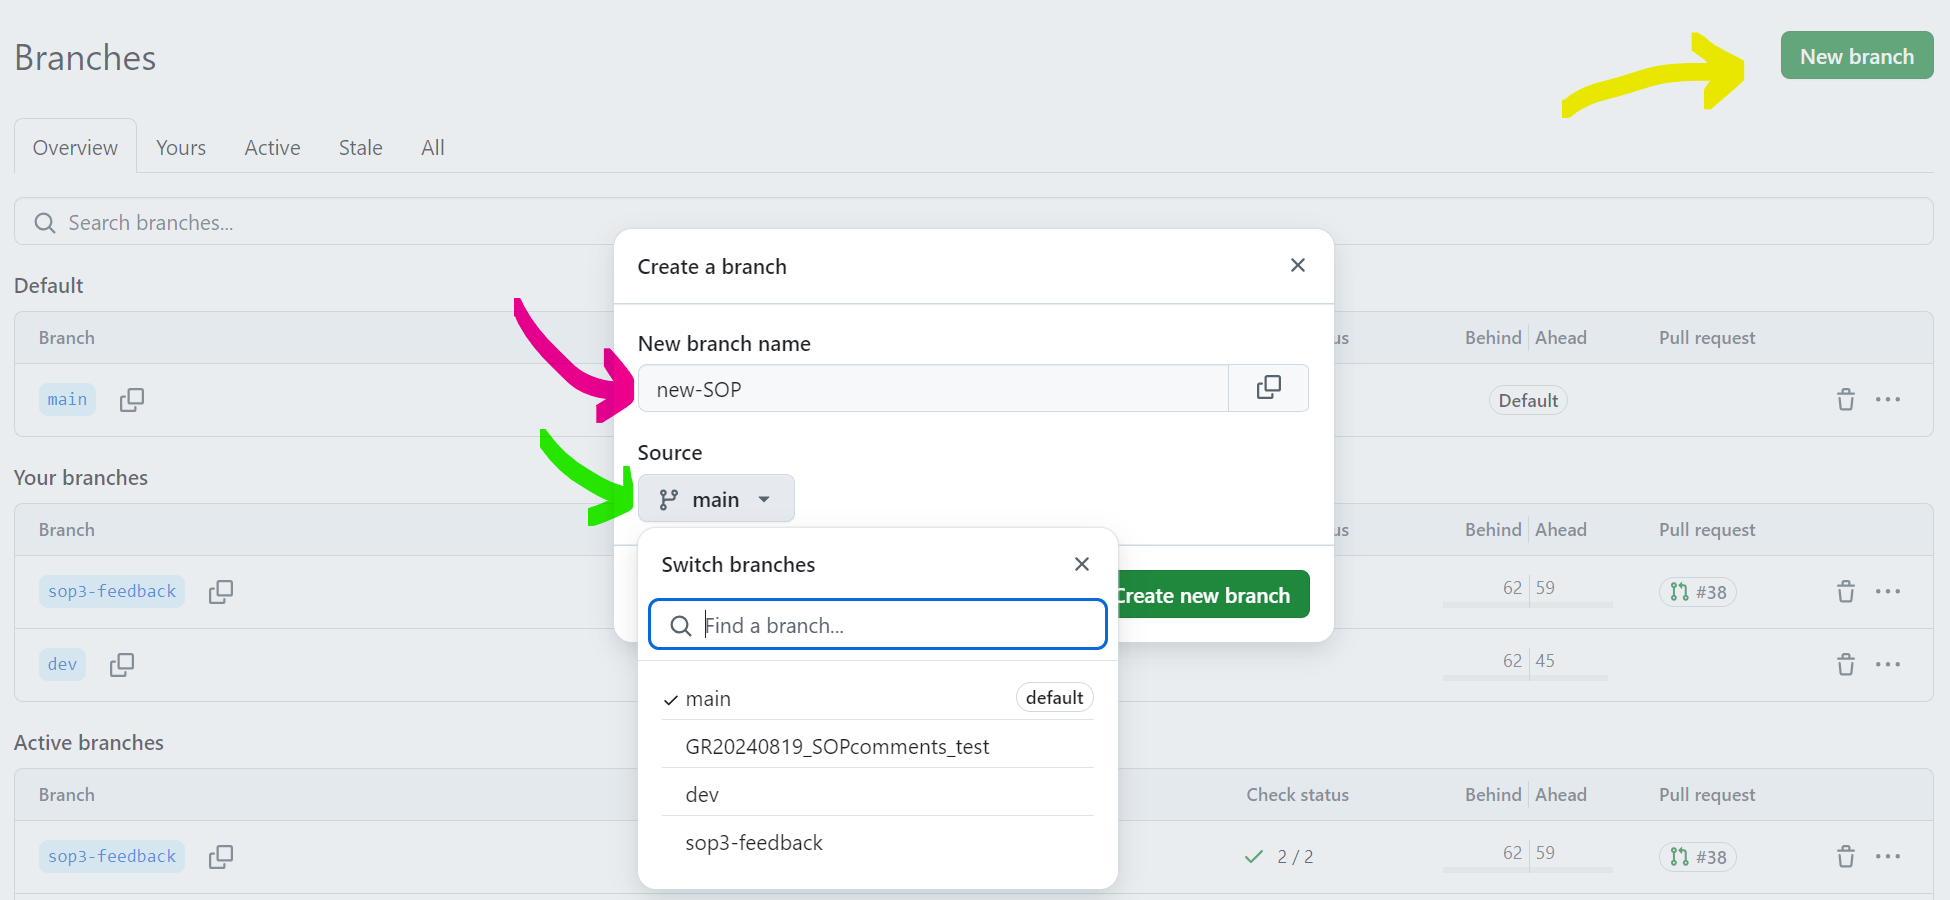 Branches
New branch
Overview Yours Active Stale All
Search branches...
Default
Branch Behind Ahead Pull request
main Default
Your branches
Branch Behind Ahead Pull request
sop3-feedback 62 59 #38
dev 62 45
Active branches
Branch Check status Behind Ahead Pull request
sop3-feedback 2 / 2 62 59 #38
Create a branch
New branch name
new-SOP
Source
main
Create new branch
Switch branches
Find a branch...
main default
GR20240819_SOPcomments_test
dev
sop3-feedback